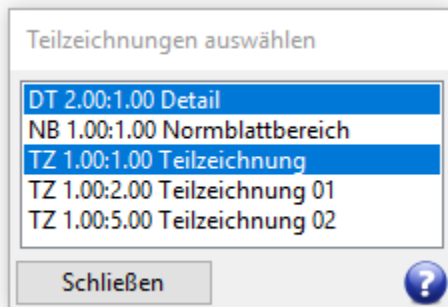 Teilzeichnungen auswählen
DT 2.00:1.00 Detail
NB 1.00:1.00 Normblattbereich
TZ 1.00:1.00 Teilzeichnung
TZ 1.00:2.00 Teilzeichnung 01
TZ 1.00:5.00 Teilzeichnung 02
Schließen
?